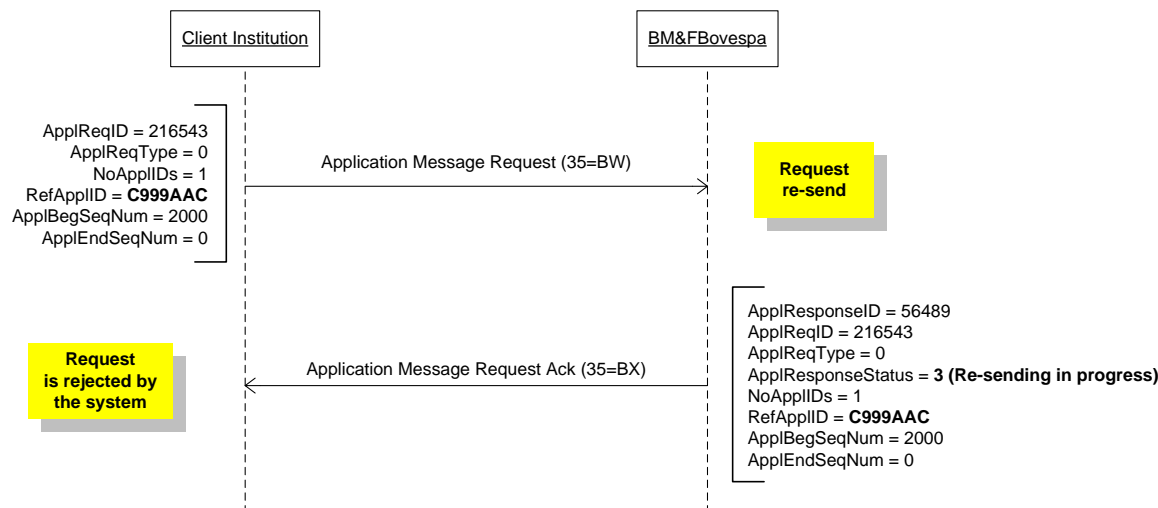 Client Institution
BM&FBovespa
ApplReqID = 216543
ApplReqType = 0
NoApplIDs = 1
RefApplID = C999AAC
ApplBegSeqNum = 2000
ApplEndSeqNum = 0
Application Message Request (35=BW)
Request
re-send
Request
is rejected by
the system
Application Message Request Ack (35=BX)
ApplResponseID = 56489
ApplReqID = 216543
ApplReqType = 0
ApplResponseStatus = 3 (Re-sending in progress)
NoApplIDs = 1
RefApplID = C999AAC
ApplBegSeqNum = 2000
ApplEndSeqNum = 0